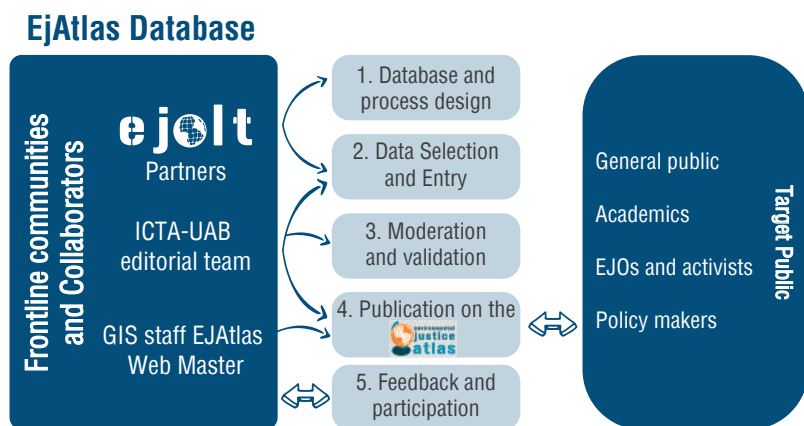 EjAtlas Database
Frontline communities
and Collaborators
ejolt
Partners
ICTA-UAB
editorial team
GIS staff EJAtlas
Web Master
1. Database and
process design
2. Data Selection
and Entry
3. Moderation
and validation
4. Publication on the
environmental
justice
atlas
5. Feedback and
participation
General public
Academics
EJOs and activists
Policy makers
Target Public